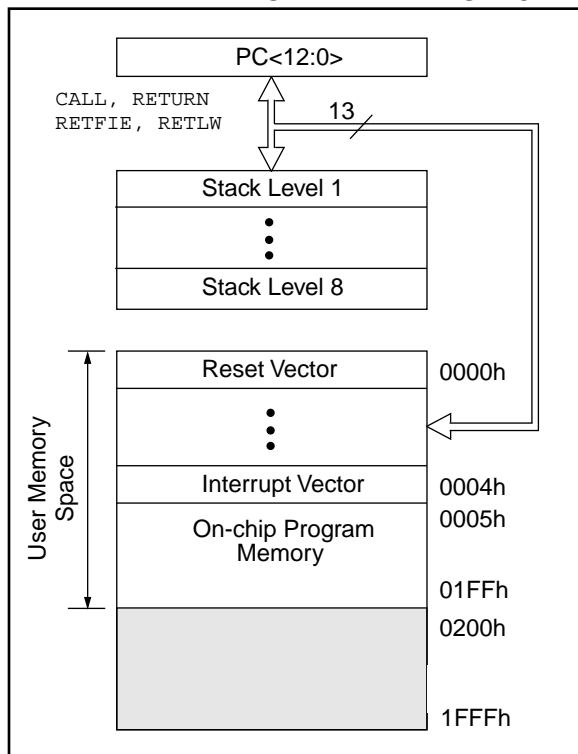 PC<12:0>
CALL, RETURN
RETFIE, RETLW
13
Stack Level 1
Stack Level 8
User Memory
Space
Reset Vector
0000h
Interrupt Vector
0004h
On-chip Program
Memory
0005h
01FFh
0200h
1FFFh